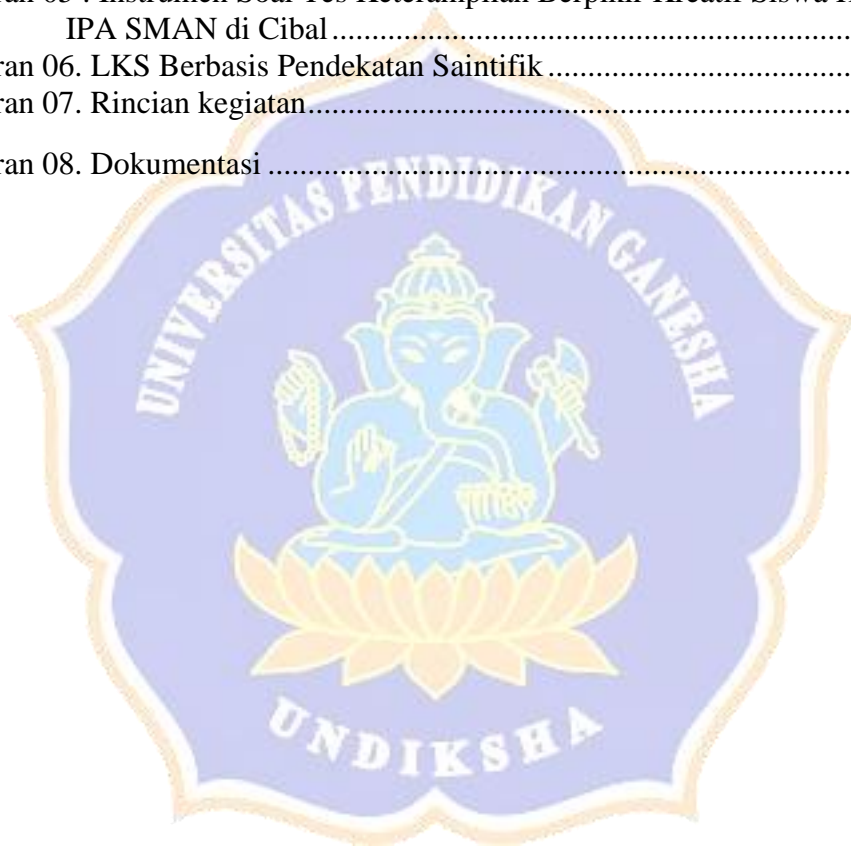 IPA SMAN di Cibal ...........................................................................
ran 06. LKS Berbasis Pendekatan Saintifik ...............................................
ran 07. Rincian kegiatan ...........................................................................
ran 08. Dokumentasi ...........................................................................
UNIVERSITAS PENDIDIKAN GANESHA
UNDIKSHA